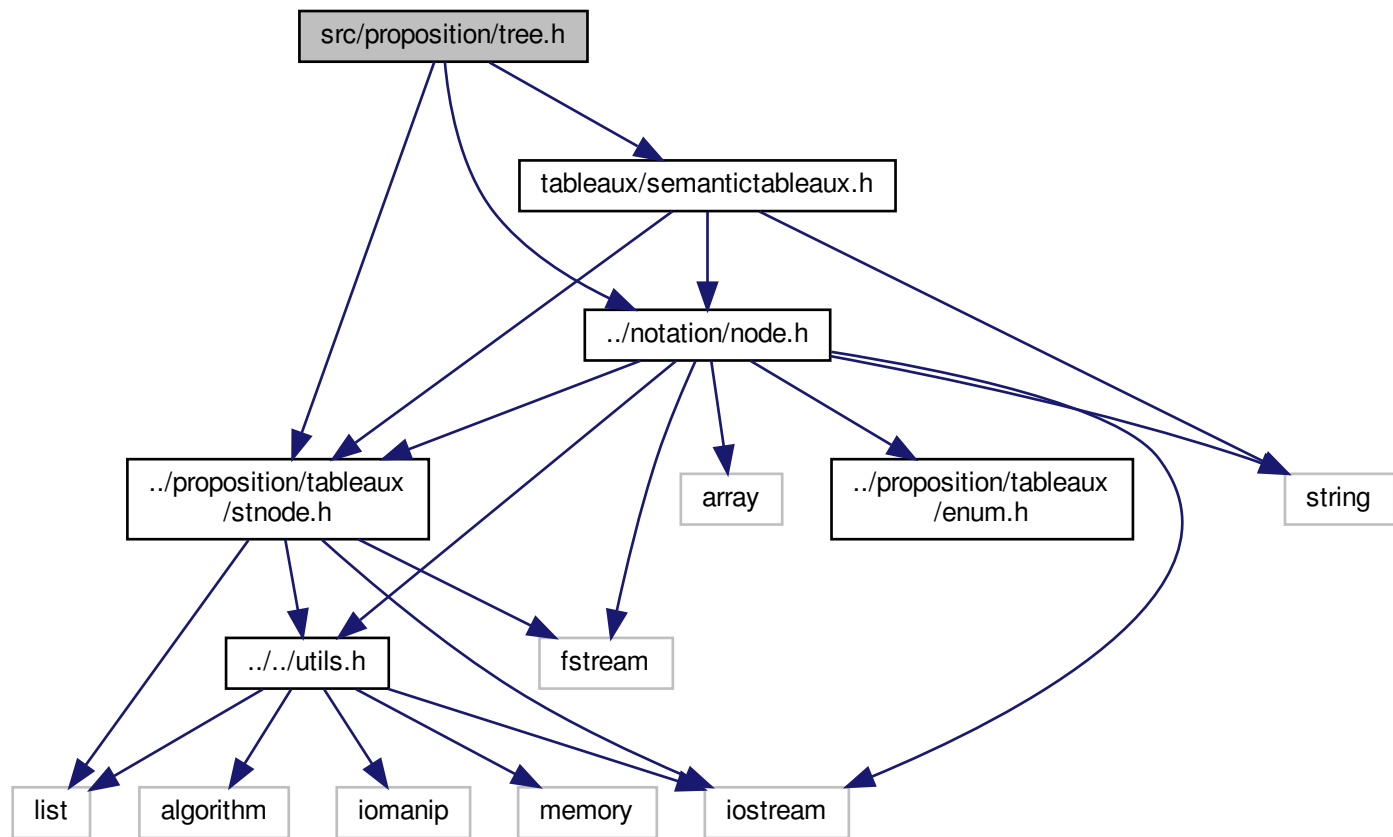 src/proposition/tree.h
tableaux/semantictableaux.h
../notation/node.h
../proposition/tableaux
/stnode.h
array
../proposition/tableaux
/enum.h
string
../../utils.h
fstream
list
algorithm
iomanip
memory
iostream